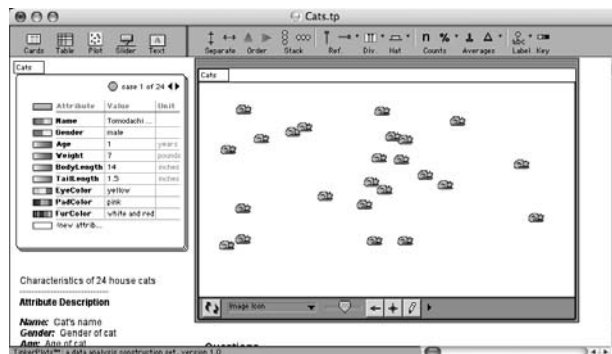 Cats.tp
Cards Table Plot Slider Text
Separate Order Stack Ref. Div. Hat Counts Averages Label Key
Cats
case 1 of 24
Attribute Value Unit
Name Tomodachi ...
Gender male
Age 1 years
Weight 7 pounds
BodyLength 14 inches
TailLength 1.5 inches
EyeColor yellow
PadColor pink
FurColor white and red
<new attrib...
Cats
Image Icon
Characteristics of 24 house cats
Attribute Description
Name: Cat's name
Gender: Gender of cat
Age: Age of cat
Questions
TinkerPlots™: a data analysis construction set, version 1.0